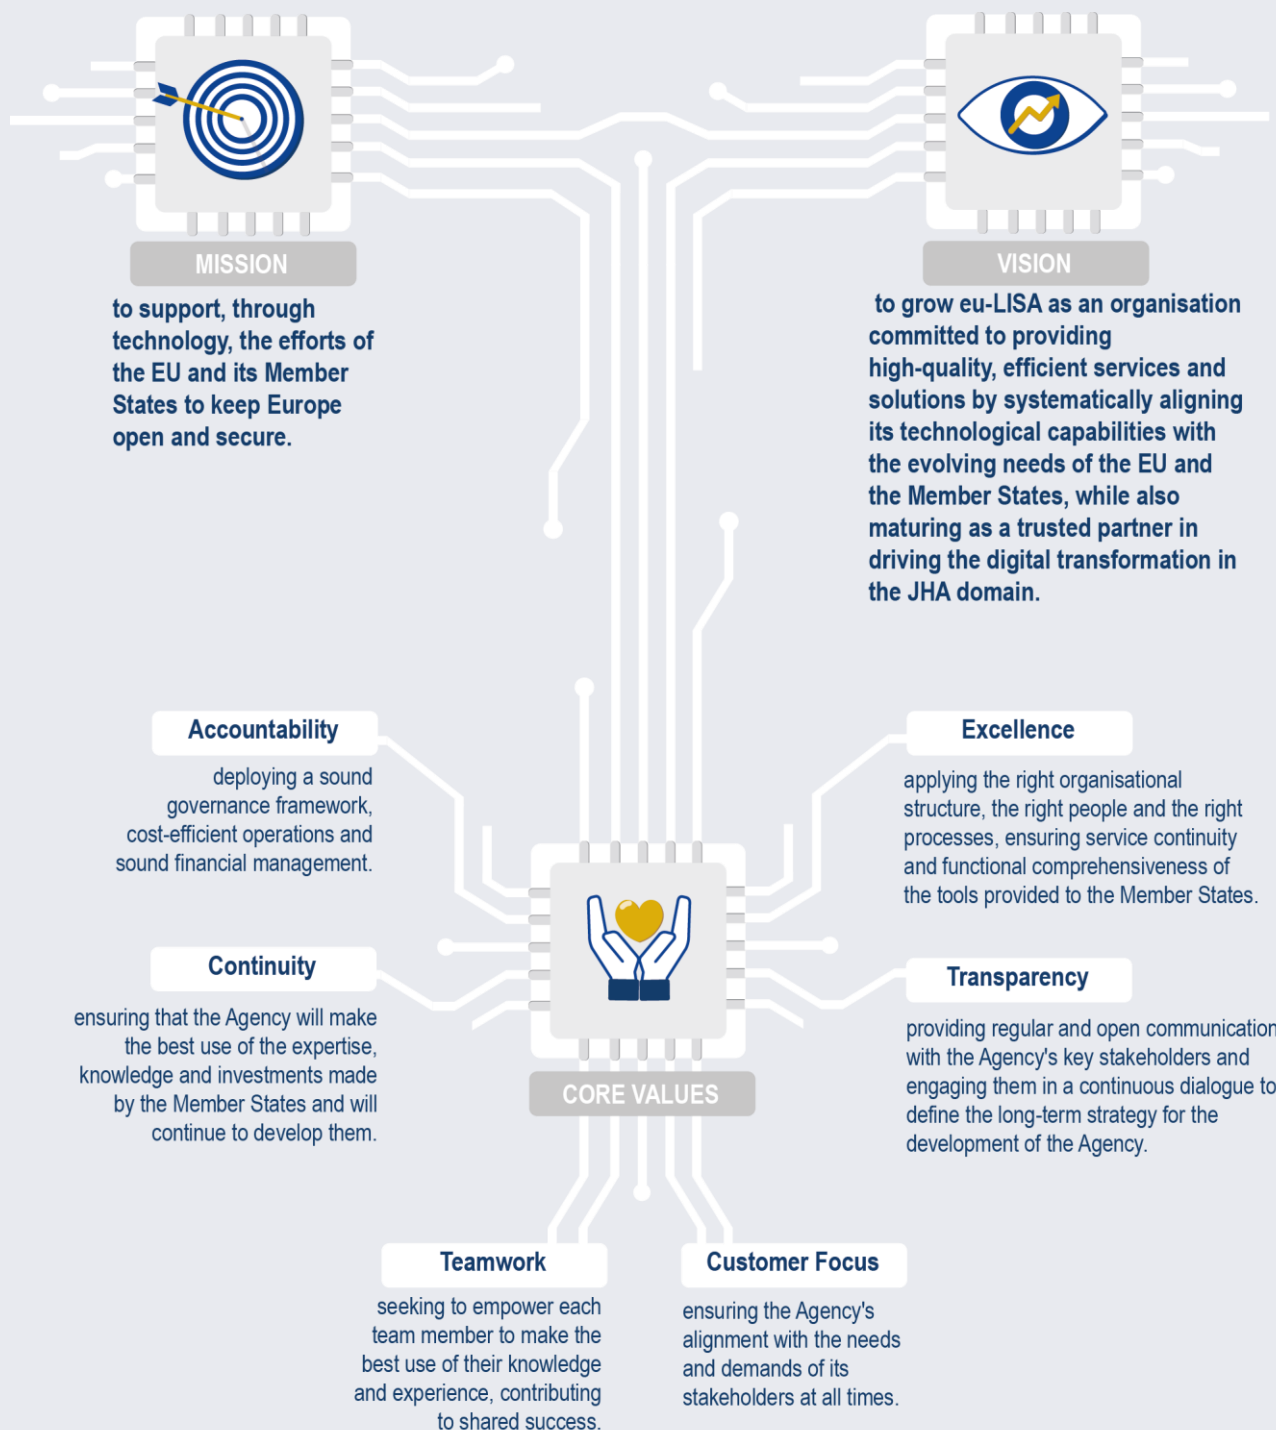 MISSION
to support, through
technology, the efforts of
the EU and its Member
States to keep Europe
open and secure.
VISION
to grow eu-LISA as an organisation
committed to providing
high-quality, efficient services and
solutions by systematically aligning
its technological capabilities with
the evolving needs of the EU and
the Member States, while also
maturing as a trusted partner in
driving the digital transformation in
the JHA domain.
Accountability
deploying a sound
governance framework,
cost-efficient operations and
sound financial management.
Excellence
applying the right organisational
structure, the right people and the right
processes, ensuring service continuity
and functional comprehensiveness of
the tools provided to the Member States.
Continuity
ensuring that the Agency will make
the best use of the expertise,
knowledge and investments made
by the Member States and will
continue to develop them.
Transparency
providing regular and open communication
with the Agency's key stakeholders and
engaging them in a continuous dialogue to
define the long-term strategy for the
development of the Agency.
CORE VALUES
Teamwork
seeking to empower each
team member to make the
best use of their knowledge
and experience, contributing
to shared success.
Customer Focus
ensuring the Agency's
alignment with the needs
and demands of its
stakeholders at all times.